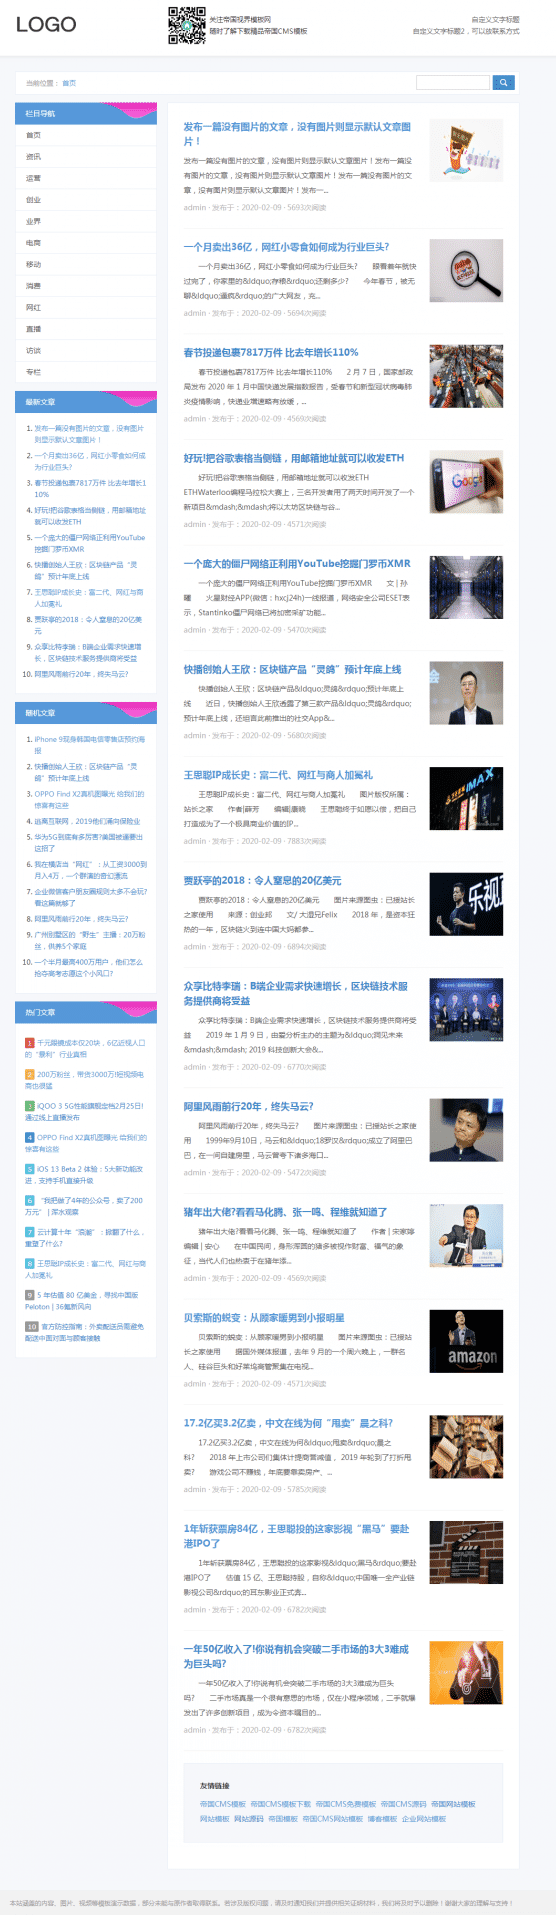 LOGO
关注帝国视界模板网
随时了解下载精品帝国CMS模板
自定义文字标题
自定义文字标题2，可以放联系方式
当前位置： 首页
栏目导航
首页
资讯
运营
创业
业界
电商
移动
消费
网红
直播
访谈
专栏
最新文章
1. 发布一篇没有图片的文章，没有图片
则显示默认文章图片！
2. 一个月卖出36亿，网红小零食如何成
为行业巨头?
3. 春节投递包裹7817万件 比去年增长1
10%
4. 好玩!把谷歌表格当侧链，用邮箱地址
就可以收发ETH
5. 一个庞大的僵尸网络正利用YouTube
挖掘门罗币XMR
6. 快播创始人王欣：区块链产品“灵
鸽”预计年底上线
7. 王思聪IP成长史：富二代、网红与商
人加冕礼
8. 贾跃亭的2018：令人窒息的20亿美
元
9. 众享比特李瑞：B端企业需求快速增
长，区块链技术服务提供商将受益
10. 阿里风雨前行20年，终失马云?
随机文章
1. iPhone 9现身韩国电信零售店预约海
报
2. 快播创始人王欣：区块链产品“灵
鸽”预计年底上线
3. OPPO Find X2真机图曝光 给我们的
惊喜有这些
4. 逃离互联网，2019他们涌向保险业
5. 华为5G到底有多厉害?美国被逼要出
这招了
6. 我在横店当“网红”：从工资3000到
月入4万，一个群演的奇幻漂流
7. 企业微信客户朋友圈规则太多不会玩?
看这篇就够了
8. 阿里风雨前行20年，终失马云?
9. 广州别墅区的“野生”主播：20万粉
丝，供养5个家庭
10. 一个半月最高400万用户，他们怎么
抢夺高考志愿这个小风口?
热门文章
1 千元眼镜成本仅20块，6亿近视人口
的“暴利”行业真相
2 200万粉丝，带货3000万!短视频电
商也很猛
3 iQOO 3 5G性能旗舰定档2月25日!
通过线上直播发布
4 OPPO Find X2真机图曝光 给我们的
惊喜有这些
5 iOS 13 Beta 2 体验：5大新功能改
进，支持手机直接升级
6 “我把做了4年的公众号，卖了200
万元” | 深水观察
7 云计算十年“浪潮”：掀翻了什么，
重塑了什么?
8 王思聪IP成长史：富二代、网红与商
人加冕礼
9 5 年估值 80 亿美金，寻找中国版
Peloton | 36氪新风向
10 官方防控指南：外卖配送员需避免
配送中面对面与顾客接触
发布一篇没有图片的文章，没有图片则显示默认文章图
片！
发布一篇没有图片的文章，没有图片则显示默认文章图片！发布一篇没
有图片的文章，没有图片则显示默认文章图片！发布一篇没有图片的文
章，没有图片则显示默认文章图片！发布一...
admin · 发布于：2020-02-09 · 5693次阅读
一个月卖出36亿，网红小零食如何成为行业巨头?
一个月卖出36亿，网红小零食如何成为行业巨头? 眼看着年就快
过完了，你家里的&ldquo;存粮&rdquo;还剩多少? 今年春节，被无
聊&ldquo;逼疯&rdquo;的广大网友，充...
admin · 发布于：2020-02-09 · 5694次阅读
春节投递包裹7817万件 比去年增长110%
春节投递包裹7817万件 比去年增长110% 2 月 7 日，国家邮政
局发布 2020 年 1 月中国快递发展指数报告，受春节和新型冠状病毒肺
炎疫情影响，快递业增速略有放缓，...
admin · 发布于：2020-02-09 · 4569次阅读
好玩!把谷歌表格当侧链，用邮箱地址就可以收发ETH
好玩!把谷歌表格当侧链，用邮箱地址就可以收发ETH
ETHWaterloo编程马拉松大赛上，三名开发者用了两天时间开发了一个
新项目&mdash;&mdash;将以太坊区块链与谷...
admin · 发布于：2020-02-09 · 4571次阅读
一个庞大的僵尸网络正利用YouTube挖掘门罗币XMR
一个庞大的僵尸网络正利用YouTube挖掘门罗币XMR 文 | 孙
曜 火星财经APP(微信：hxcj24h)一线报道，网络安全公司ESET表
示，Stantinko僵尸网络已将加密采矿功能...
admin · 发布于：2020-02-09 · 5470次阅读
快播创始人王欣：区块链产品“灵鸽”预计年底上线
快播创始人王欣：区块链产品&ldquo;灵鸽&rdquo;预计年底上
线 近日，快播创始人王欣透露了第三款产品&ldquo;灵鸽&rdquo;
预计年底上线，还坦言此前推出的社交App&...
admin · 发布于：2020-02-09 · 5680次阅读
王思聪IP成长史：富二代、网红与商人加冕礼
王思聪IP成长史：富二代、网红与商人加冕礼 图片版权所属：
站长之家 作者|薛芳 编辑|康晓 王思聪终于如愿以偿，把自己
打造成为了一个极具商业价值的IP...
admin · 发布于：2020-02-09 · 7883次阅读
贾跃亭的2018：令人窒息的20亿美元
贾跃亭的2018：令人窒息的20亿美元 图片来源图虫：已授站长
之家使用 来源：创业邦 文/ 大湿兄Felix 2018 年，是资本狂
热的一年，区块链火到连中国大妈都参...
admin · 发布于：2020-02-09 · 6894次阅读
众享比特李瑞：B端企业需求快速增长，区块链技术服
务提供商将受益
众享比特李瑞：B端企业需求快速增长，区块链技术服务提供商将受
益 2019 年 1 月 9 日，由爱分析主办的主题为&ldquo;洞见未来
&mdash;&mdash; 2019 科技创新大会&...
admin · 发布于：2020-02-09 · 6770次阅读
阿里风雨前行20年，终失马云?
阿里风雨前行20年，终失马云? 图片来源图虫：已授站长之家使
用 1999年9月10日，马云和&ldquo;18罗汉&rdquo;成立了阿里巴
巴，在一间自建房里，马云曾夸下诸多海口...
admin · 发布于：2020-02-09 · 5472次阅读
猪年出大佬?看看马化腾、张一鸣、程维就知道了
猪年出大佬?看看马化腾、张一鸣、程维就知道了 作者 | 宋家婷
编辑 | 安心 在中国民间，身形浑圆的猪多被视作财富、福气的象
征，当代人们也热衷于在猪年添...
admin · 发布于：2020-02-09 · 4569次阅读
贝索斯的蜕变：从顾家暖男到小报明星
贝索斯的蜕变：从顾家暖男到小报明星 图片来源图虫：已授站
长之家使用 据国外媒体报道，去年 9 月的一个周六晚上，一群名
人、硅谷巨头和好莱坞高管聚集在电视...
admin · 发布于：2020-02-09 · 4571次阅读
amazon
17.2亿买3.2亿卖，中文在线为何“甩卖”晨之科?
17.2亿买3.2亿卖，中文在线为何&ldquo;甩卖&rdquo;晨之
科? 2018 年上市公司们集体计提商誉减值， 2019 年轮到了打折甩
卖? 游戏公司不赚钱，年底要靠卖房产、...
admin · 发布于：2020-02-09 · 5785次阅读
1年斩获票房84亿，王思聪投的这家影视“黑马”要赴
港IPO了
1年斩获票房84亿，王思聪投的这家影视&ldquo;黑马&rdquo;要赴
港IPO了 估值 15 亿、王思聪持股，自称&ldquo;中国唯一全产业链
影视公司&rdquo;的耳东影业正式奔...
admin · 发布于：2020-02-09 · 6782次阅读
一年50亿收入了!你说有机会突破二手市场的3大3难成
为巨头吗?
一年50亿收入了!你说有机会突破二手市场的3大3难成为巨头
吗? 二手市场真是一个很有意思的市场，仅在小程序领域，二手就爆
发出了许多创新项目，成为令资本瞩目的...
admin · 发布于：2020-02-09 · 6782次阅读
友情链接
帝国CMS模板 帝国CMS模板下载 帝国CMS免费模板 帝国CMS源码 帝国网站模板
网站模板 网站源码 帝国模板 帝国CMS网站模板 博客模板 企业网站模板
本站涵盖的内容、图片、视频等模板演示数据，部分未能与原作者取得联系。若涉及版权问题，请及时通知我们并提供相关证明材料，我们将及时予以删除！谢谢大家的理解与支持！